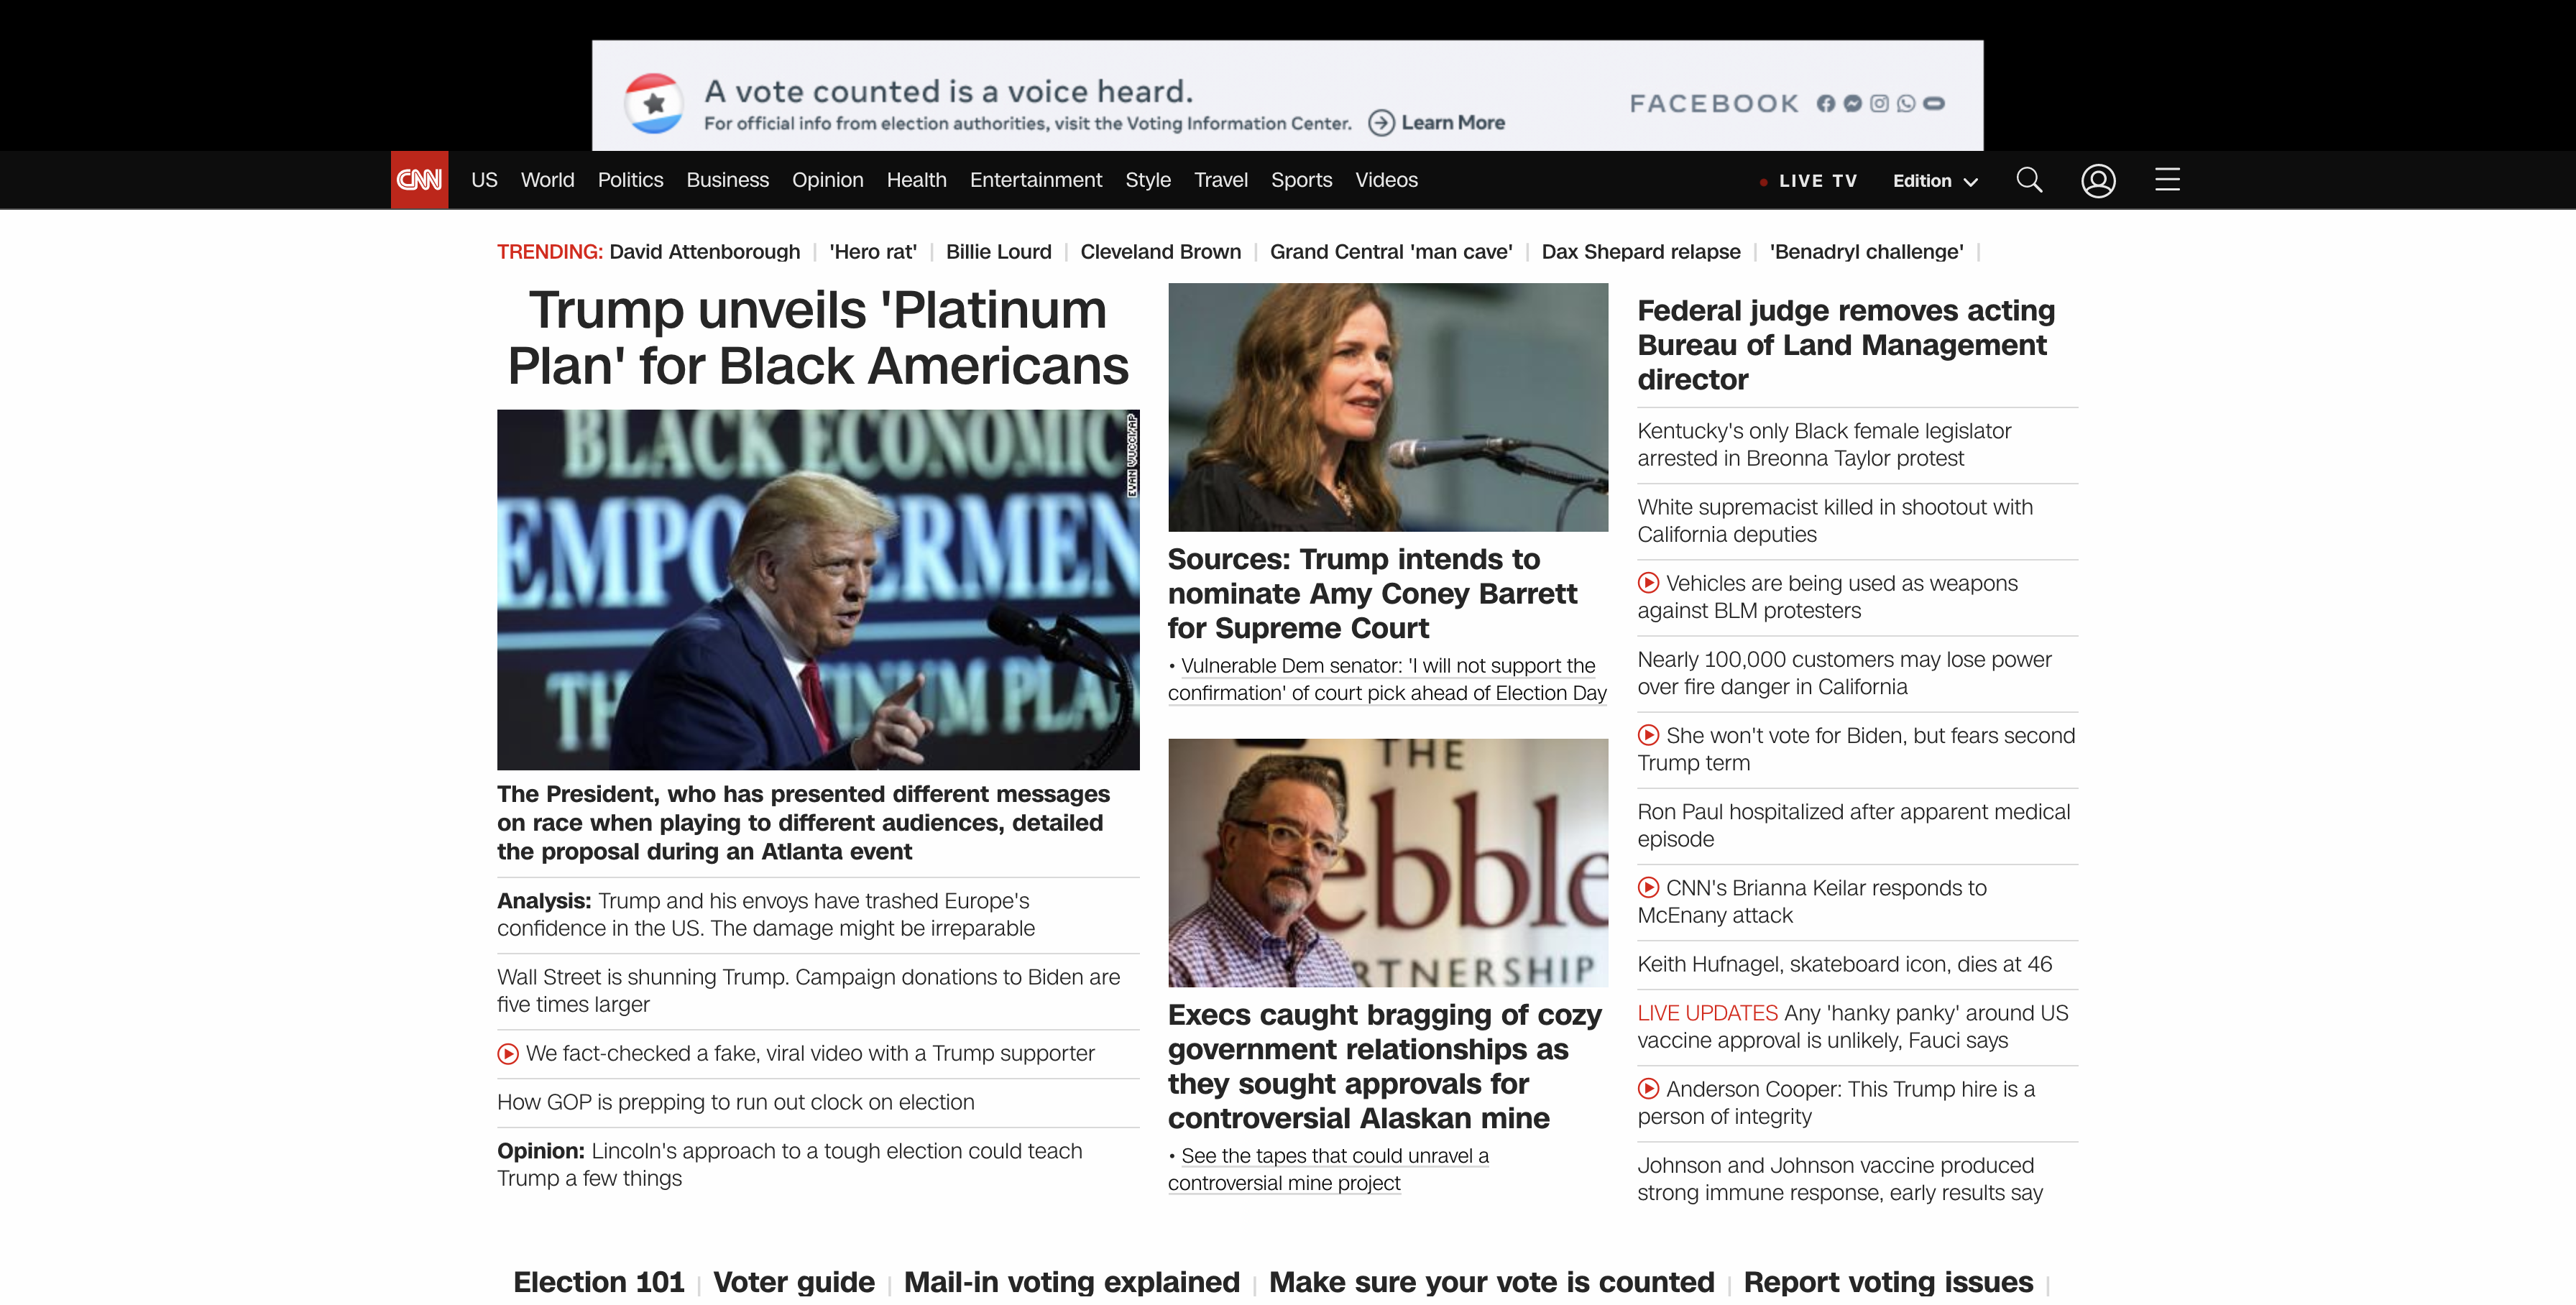 A vote counted is a voice heard.
For official info from election authorities, visit the Voting Information Center. Learn More
FACEBOOK
CNN US World Politics Business Opinion Health Entertainment Style Travel Sports Videos LIVE TV Edition
TRENDING: David Attenborough | 'Hero rat' | Billie Lourd | Cleveland Brown | Grand Central 'man cave' | Dax Shepard relapse | 'Benadryl challenge' |
Trump unveils 'Platinum
Plan' for Black Americans
BLACK ECONOMIC
EMPO ERMEN
TH TINUM PLA
EVAN VUCCI/AP
The President, who has presented different messages
on race when playing to different audiences, detailed
the proposal during an Atlanta event
Analysis: Trump and his envoys have trashed Europe's
confidence in the US. The damage might be irreparable
Wall Street is shunning Trump. Campaign donations to Biden are
five times larger
We fact-checked a fake, viral video with a Trump supporter
How GOP is prepping to run out clock on election
Opinion: Lincoln's approach to a tough election could teach
Trump a few things
Sources: Trump intends to
nominate Amy Coney Barrett
for Supreme Court
• Vulnerable Dem senator: 'I will not support the
confirmation' of court pick ahead of Election Day
THE
ebble
RTNERSHIP
Execs caught bragging of cozy
government relationships as
they sought approvals for
controversial Alaskan mine
• See the tapes that could unravel a
controversial mine project
Federal judge removes acting
Bureau of Land Management
director
Kentucky's only Black female legislator
arrested in Breonna Taylor protest
White supremacist killed in shootout with
California deputies
Vehicles are being used as weapons
against BLM protesters
Nearly 100,000 customers may lose power
over fire danger in California
She won't vote for Biden, but fears second
Trump term
Ron Paul hospitalized after apparent medical
episode
CNN's Brianna Keilar responds to
McEnany attack
Keith Hufnagel, skateboard icon, dies at 46
LIVE UPDATES Any 'hanky panky' around US
vaccine approval is unlikely, Fauci says
Anderson Cooper: This Trump hire is a
person of integrity
Johnson and Johnson vaccine produced
strong immune response, early results say
Election 101 | Voter guide | Mail-in voting explained | Make sure your vote is counted | Report voting issues |